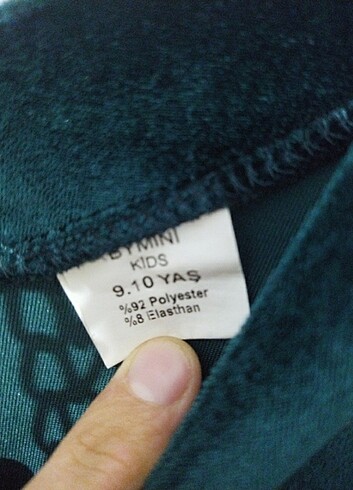 BYMINI
KIDS
9.10 YAŞ
%92 Polyester
%8 Elasthan